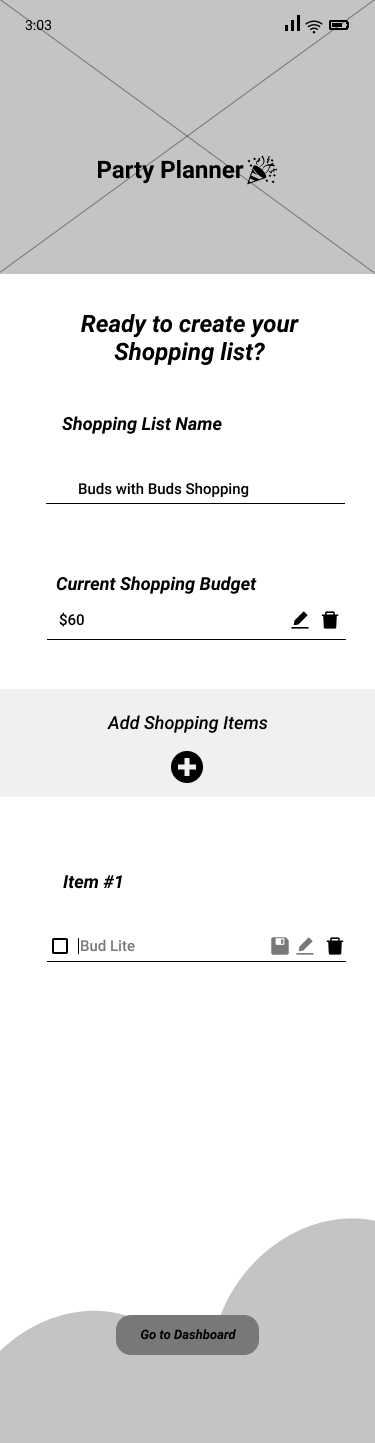 3:03
Party Planner
Ready to create your
Shopping list?
Shopping List Name
Buds with Buds Shopping
Current Shopping Budget
$60
Add Shopping Items
Item #1
Bud Lite
Go to Dashboard